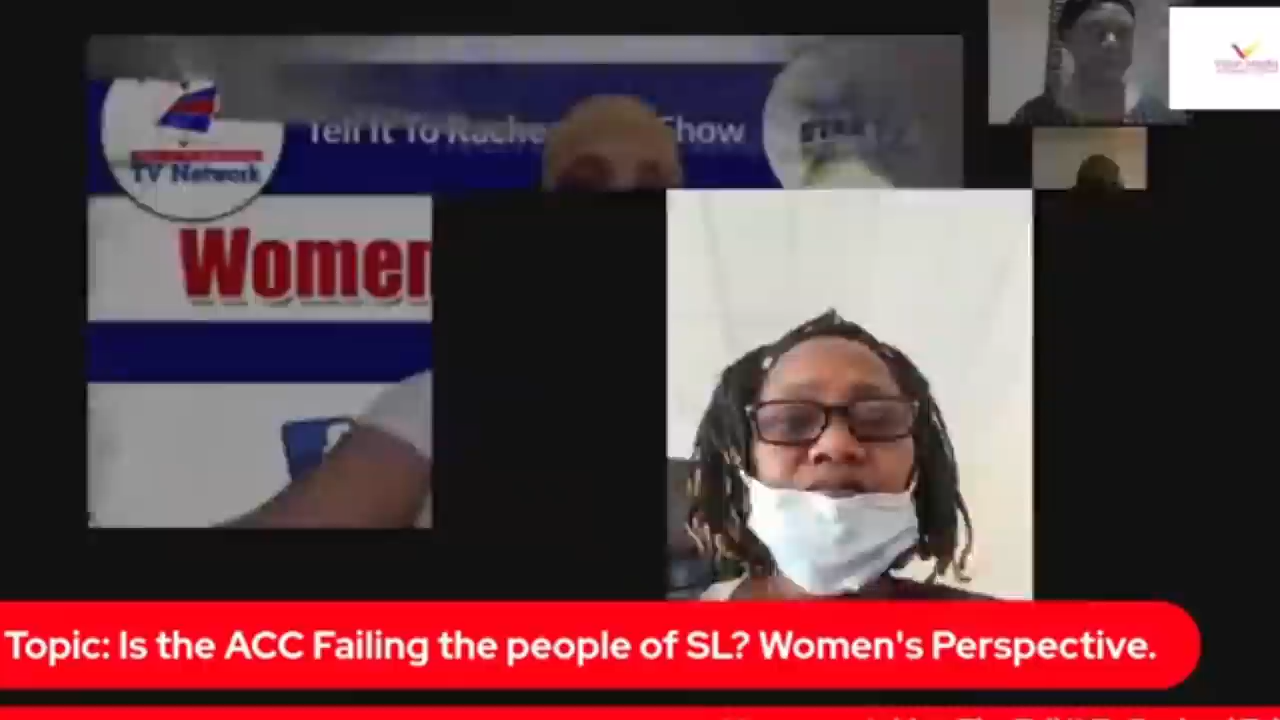 Tell It To Rache Show
TV Network
Women
Topic: Is the ACC Failing the people of SL? Women's Perspective.